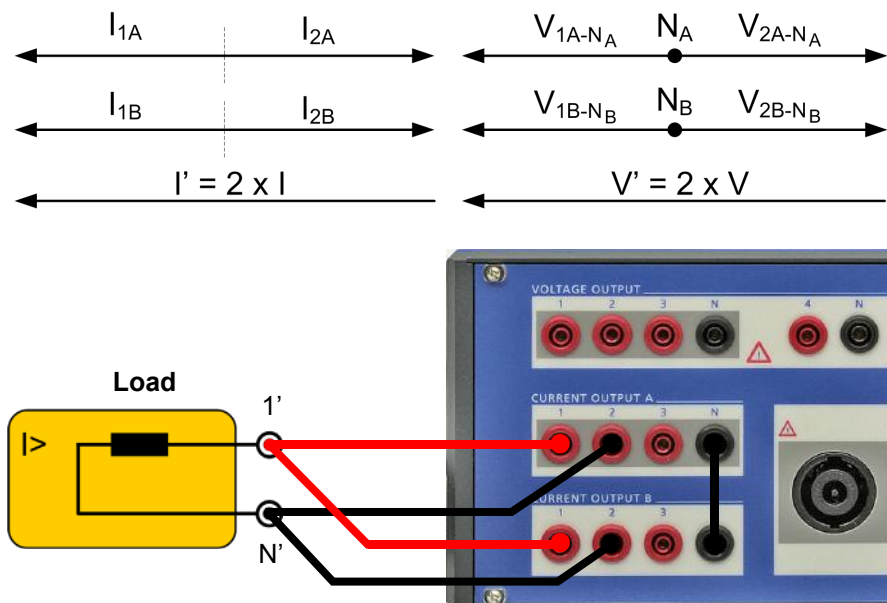 I1A I2A V1A-NA NA V2A-NA
I1B I2B V1B-NB NB V2B-NB
I' = 2 x I V' = 2 x V
VOLTAGE OUTPUT
1 2 3 N 4 N
Load
I>
1'
N'
CURRENT OUTPUT A
1 2 3 N
CURRENT OUTPUT B
1 2 3 N